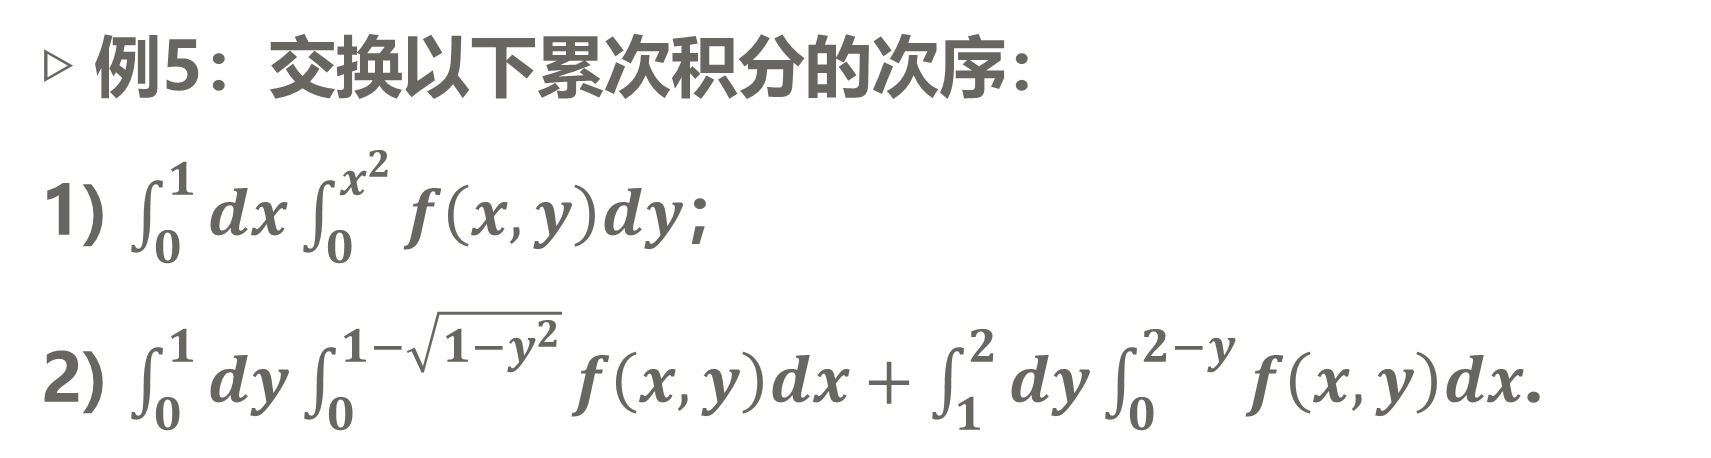 ▷ 例5：交换以下累次积分的次序：
1) ∫₀¹ dx ∫₀^{x²} f(x, y)dy;
2) ∫₀¹ dy ∫₀^{1−√(1−y²)} f(x, y)dx + ∫₁² dy ∫₀^{2−y} f(x, y)dx.